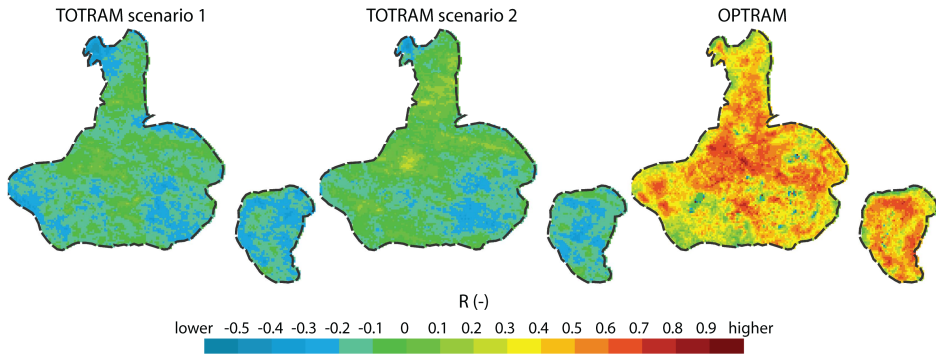 TOTRAM scenario 1 TOTRAM scenario 2 OPTRAM
R (-)
lower -0.5 -0.4 -0.3 -0.2 -0.1 0 0.1 0.2 0.3 0.4 0.5 0.6 0.7 0.8 0.9 higher